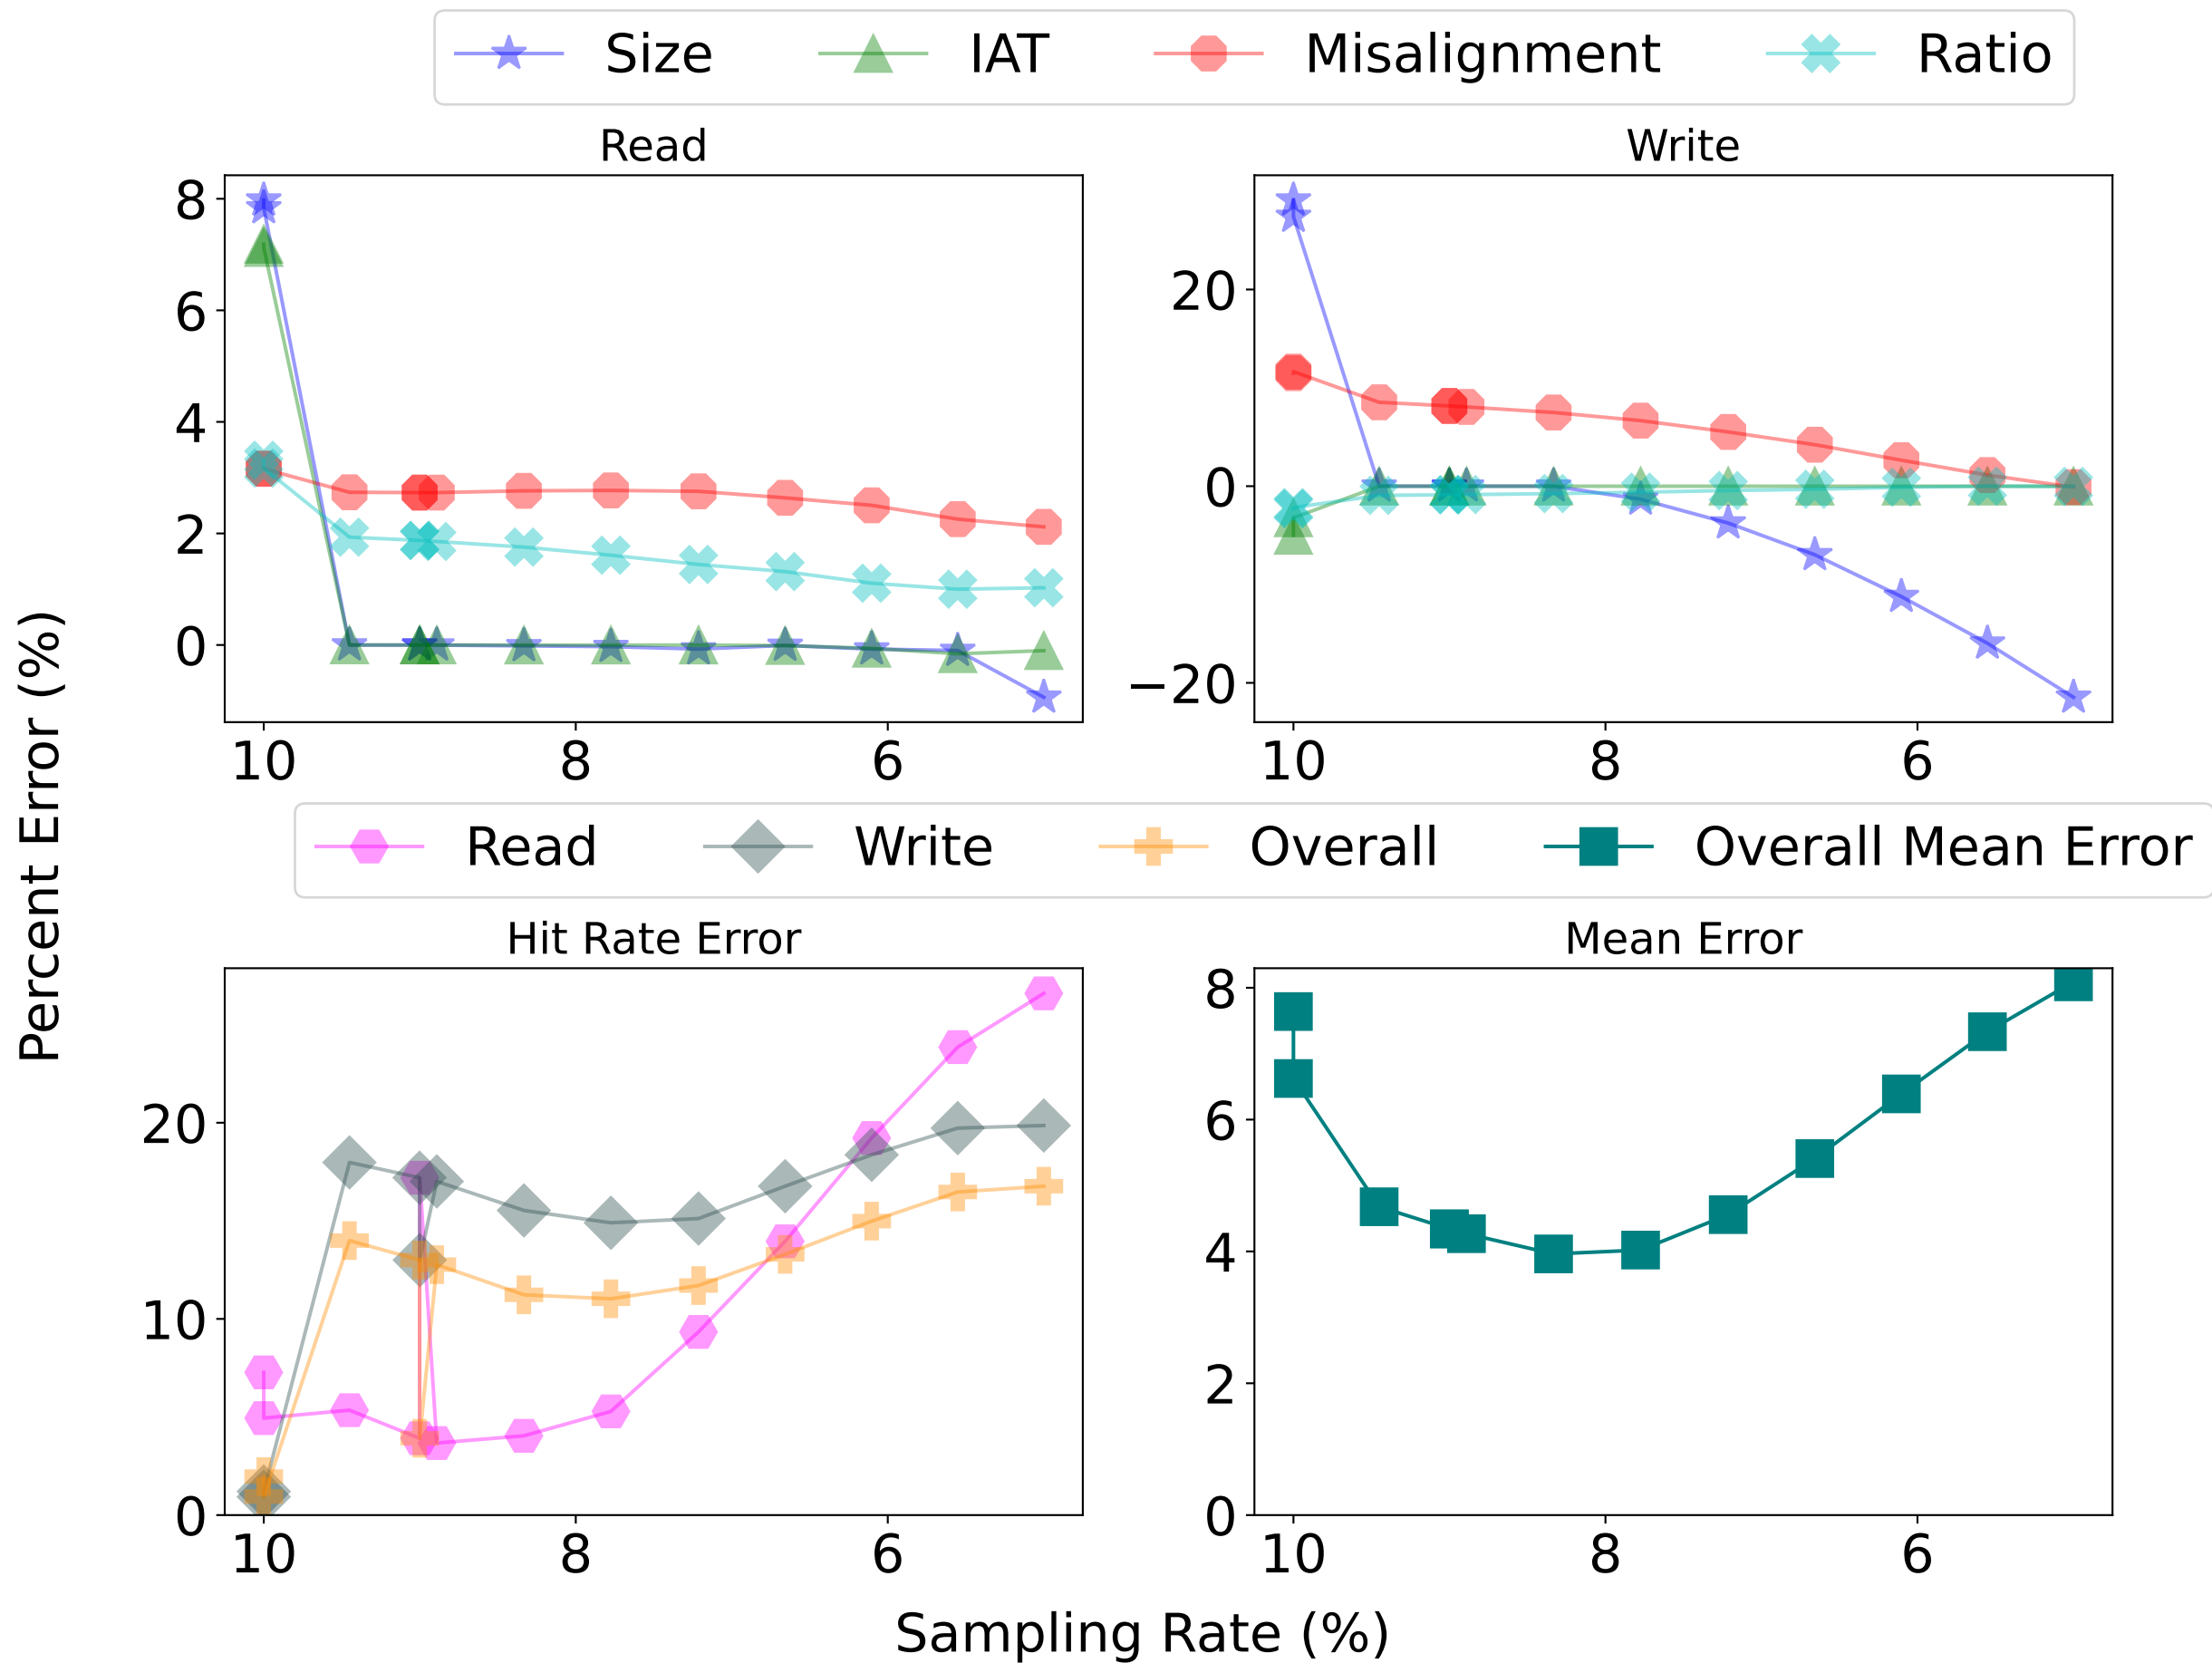 Size IAT Misalignment Ratio
Read
Write
8
6
4
2
0
10 8 6
20
0
−20
10 8 6
Percent Error (%)
Read Write Overall Overall Mean Error
Hit Rate Error
Mean Error
20
10
0
10 8 6
8
6
4
2
0
10 8 6
Sampling Rate (%)